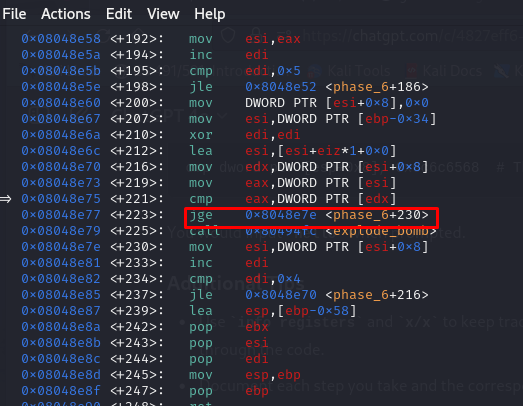 File Actions Edit View Help
0×08048e58 <+192>: mov esi,eax
0×08048e5a <+194>: inc edi
0×08048e5b <+195>: cmp edi,0×5
0×08048e5e <+198>: jle 0×8048e52 <phase_6+186>
0×08048e60 <+200>: mov DWORD PTR [esi+0×8],0×0
0×08048e67 <+207>: mov esi,DWORD PTR [ebp-0×34]
0×08048e6a <+210>: xor edi,edi
0×08048e6c <+212>: lea esi,[esi+eiz*1+0×0]
0×08048e70 <+216>: mov edx,DWORD PTR [esi+0×8]
0×08048e73 <+219>: mov eax,DWORD PTR [esi]
⇒ 0×08048e75 <+221>: cmp eax,DWORD PTR [edx]
0×08048e77 <+223>: jge 0×8048e7e <phase_6+230>
0×08048e79 <+225>: call 0×80494fc <explode_bomb>
0×08048e7e <+230>: mov esi,DWORD PTR [esi+0×8]
0×08048e81 <+233>: inc edi
0×08048e82 <+234>: cmp edi,0×4
0×08048e85 <+237>: jle 0×8048e70 <phase_6+216>
0×08048e87 <+239>: lea esp,[ebp-0×58]
0×08048e8a <+242>: pop ebx
0×08048e8b <+243>: pop esi
0×08048e8c <+244>: pop edi
0×08048e8d <+245>: mov esp,ebp
0×08048e8f <+247>: pop ebp
0×08048e90 <+248>: ret